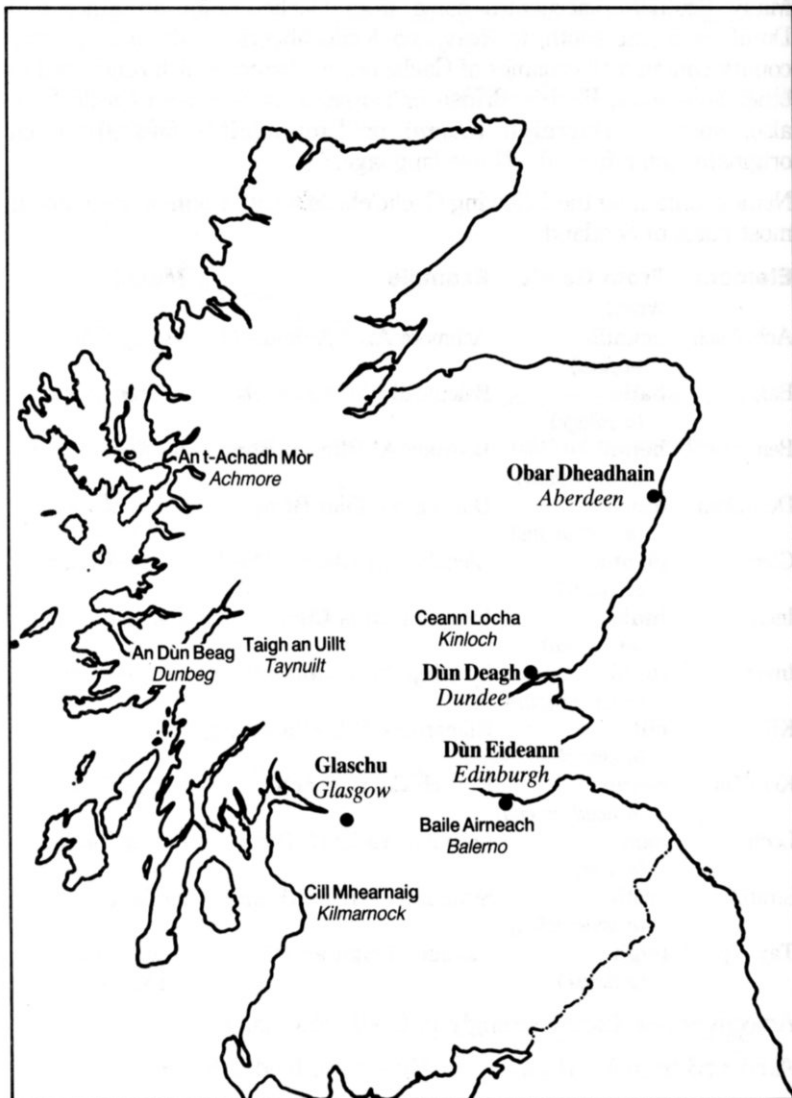 An t-Achadh Mòr
Achmore
Obar Dheadhain
Aberdeen
Ceann Locha
Kinloch
An Dùn Beag
Dunbeg
Taigh an Uillt
Taynuilt
Dùn Deagh
Dundee
Dùn Eideann
Edinburgh
Glaschu
Glasgow
Baile Airneach
Balerno
Cill Mhearnaig
Kilmarnock